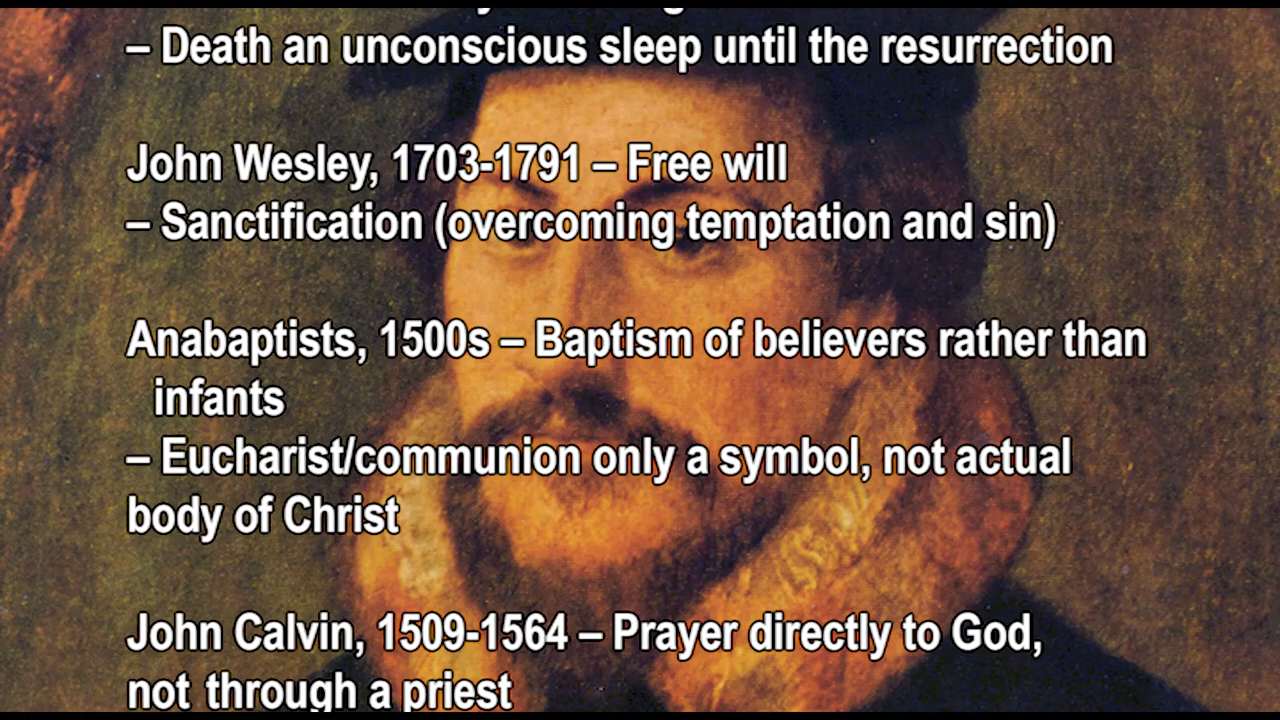 – Death an unconscious sleep until the resurrection
John Wesley, 1703-1791 – Free will
– Sanctification (overcoming temptation and sin)
Anabaptists, 1500s – Baptism of believers rather than
infants
– Eucharist/communion only a symbol, not actual
body of Christ
John Calvin, 1509-1564 – Prayer directly to God,
not through a priest